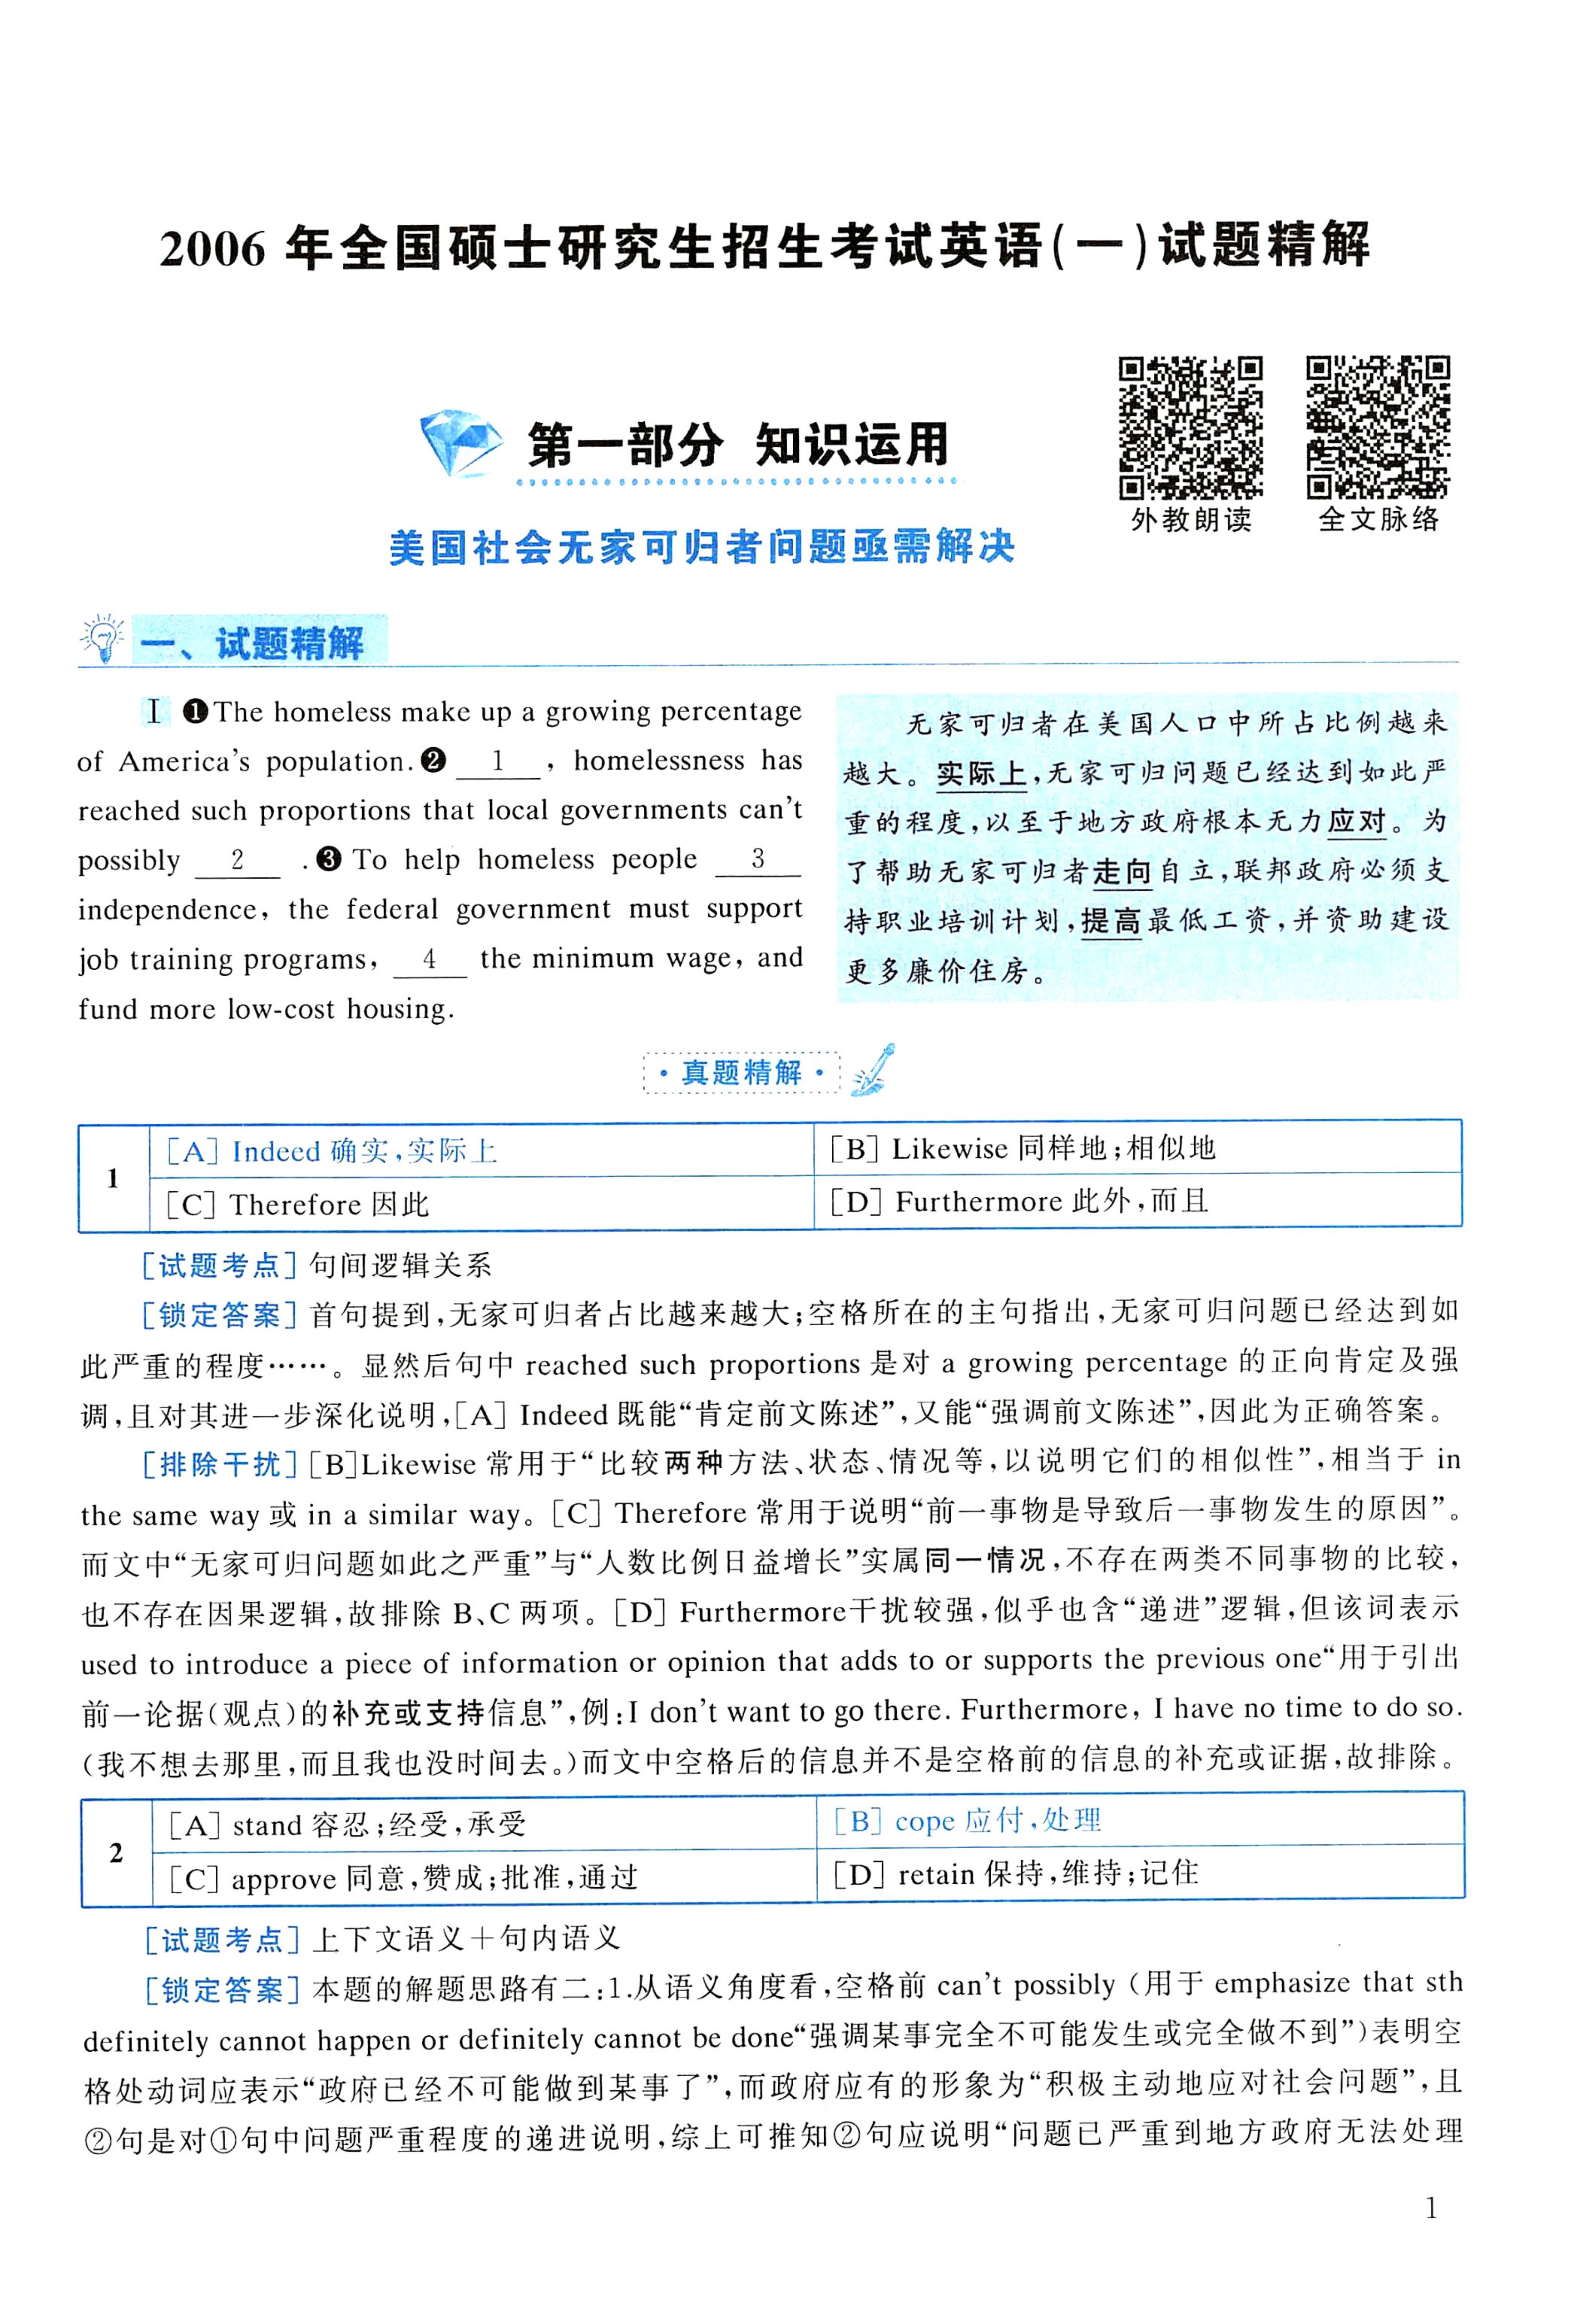 2006 年全国硕士研究生招生考试英语(一)试题精解
第一部分 知识运用
外教朗读
全文脉络
美国社会无家可归者问题亟需解决
一、试题精解
Ⅰ ❶The homeless make up a growing percentage
of America's population.❷ 1 , homelessness has
reached such proportions that local governments can't
possibly 2 .❸ To help homeless people 3
independence, the federal government must support
job training programs, 4 the minimum wage, and
fund more low-cost housing.
无家可归者在美国人口中所占比例越来
越大。实际上,无家可归问题已经达到如此严
重的程度,以至于地方政府根本无力应对。为
了帮助无家可归者走向自立,联邦政府必须支
持职业培训计划,提高最低工资,并资助建设
更多廉价住房。
·真题精解·
1
[A] Indeed 确实,实际上
[B] Likewise 同样地;相似地
[C] Therefore 因此
[D] Furthermore 此外,而且
[试题考点] 句间逻辑关系
[锁定答案] 首句提到,无家可归者占比越来越大;空格所在的主句指出,无家可归问题已经达到如
此严重的程度……。显然后句中 reached such proportions 是对 a growing percentage 的正向肯定及强
调,且对其进一步深化说明,[A] Indeed 既能“肯定前文陈述”,又能“强调前文陈述”,因此为正确答案。
[排除干扰] [B]Likewise 常用于“比较两种方法、状态、情况等,以说明它们的相似性”,相当于 in
the same way 或 in a similar way。[C] Therefore 常用于说明“前一事物是导致后一事物发生的原因”。
而文中“无家可归问题如此之严重”与“人数比例日益增长”实属同一情况,不存在两类不同事物的比较,
也不存在因果逻辑,故排除 B、C 两项。[D] Furthermore干扰较强,似乎也含“递进”逻辑,但该词表示
used to introduce a piece of information or opinion that adds to or supports the previous one“用于引出
前一论据(观点)的补充或支持信息”,例:I don't want to go there. Furthermore, I have no time to do so.
(我不想去那里,而且我也没时间去。)而文中空格后的信息并不是空格前的信息的补充或证据,故排除。
2
[A] stand 容忍;经受,承受
[B] cope 应付,处理
[C] approve 同意,赞成;批准,通过
[D] retain 保持,维持;记住
[试题考点] 上下文语义+句内语义
[锁定答案] 本题的解题思路有二:1.从语义角度看,空格前 can't possibly (用于 emphasize that sth
definitely cannot happen or definitely cannot be done“强调某事完全不可能发生或完全做不到”)表明空
格处动词应表示“政府已经不可能做到某事了”,而政府应有的形象为“积极主动地应对社会问题”,且
②句是对①句中问题严重程度的递进说明,综上可推知②句应说明“问题已严重到地方政府无法处理
1